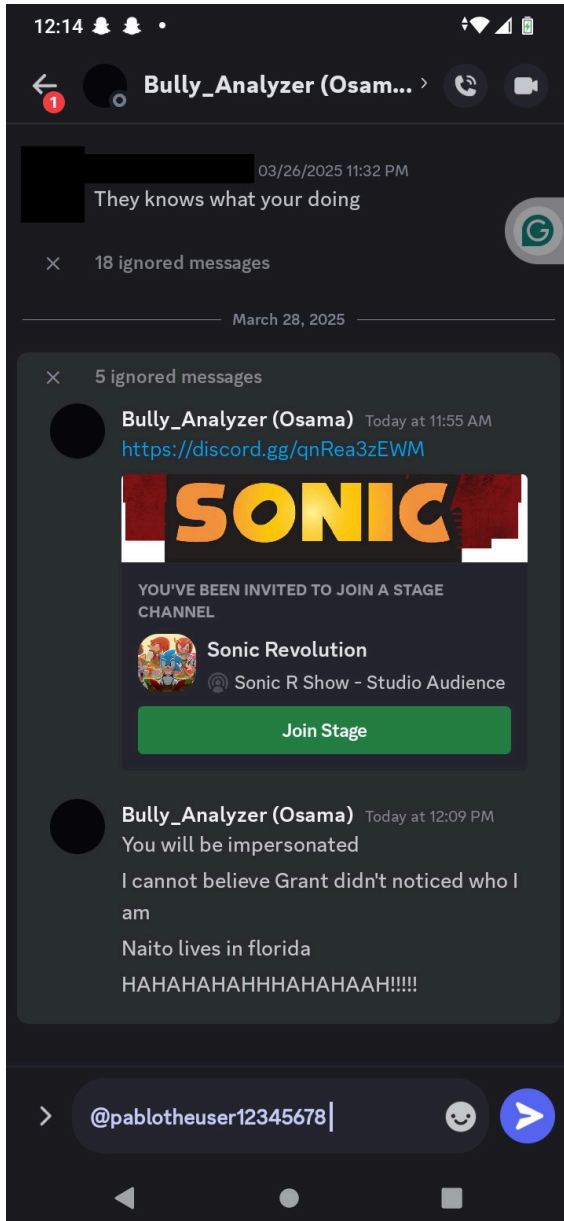 12:14
Bully_Analyzer (Osam...
1
03/26/2025 11:32 PM
They knows what your doing
18 ignored messages
March 28, 2025
5 ignored messages
Bully_Analyzer (Osama) Today at 11:55 AM
https://discord.gg/qnRea3zEWM
SONIC
YOU'VE BEEN INVITED TO JOIN A STAGE
CHANNEL
Sonic Revolution
Sonic R Show - Studio Audience
Join Stage
Bully_Analyzer (Osama) Today at 12:09 PM
You will be impersonated
I cannot believe Grant didn't noticed who I
am
Naito lives in florida
HAHAHAHAHHHAHAHAAH!!!!!
@pablotheuser12345678